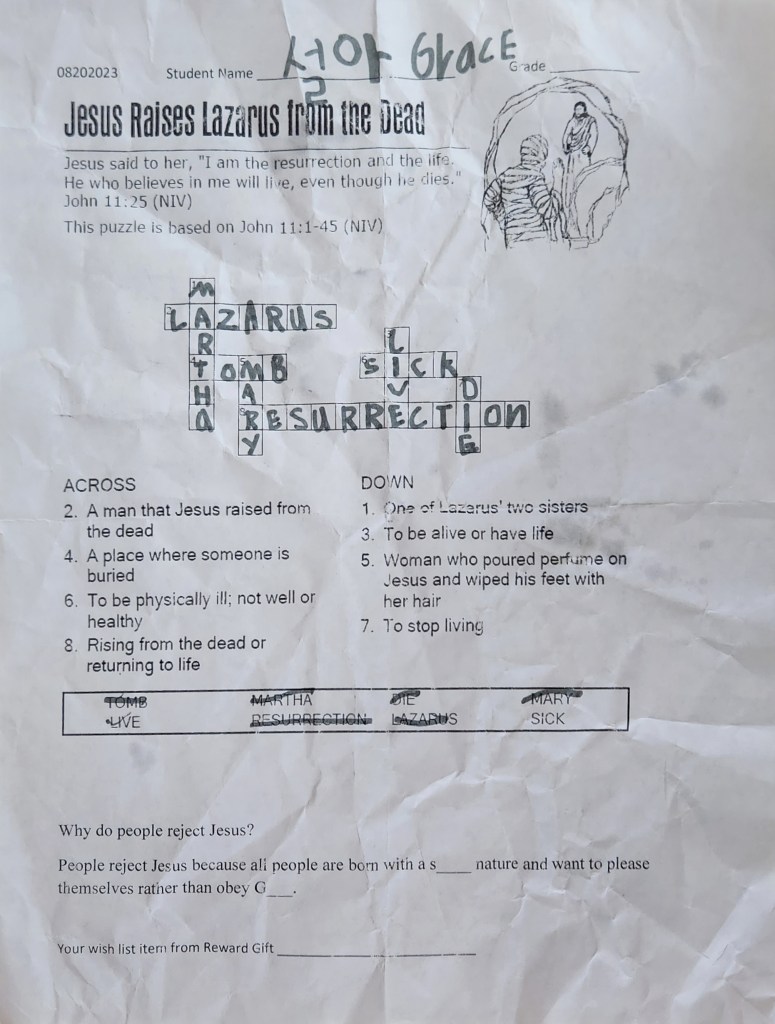 08202023 Student Name 설아 GraCE Grade
Jesus Raises Lazarus from the Dead
Jesus said to her, "I am the resurrection and the life.
He who believes in me will live, even though he dies."
John 11:25 (NIV)
This puzzle is based on John 11:1-45 (NIV)
M
LAZARUS
R L
TOMB SICK
H A V D
A RESURRECTION
Y E
ACROSS
2. A man that Jesus raised from
the dead
4. A place where someone is
buried
6. To be physically ill; not well or
healthy
8. Rising from the dead or
returning to life
DOWN
1. One of Lazarus' two sisters
3. To be alive or have life
5. Woman who poured perfume on
Jesus and wiped his feet with
her hair
7. To stop living
TOMB MARTHA DIE MARY
LIVE RESURRECTION LAZARUS SICK
Why do people reject Jesus?
People reject Jesus because all people are born with a s____ nature and want to please
themselves rather than obey G___.
Your wish list item from Reward Gift